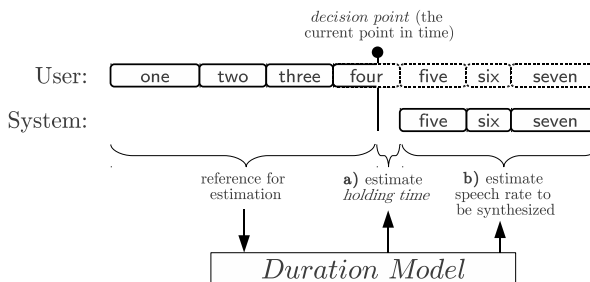 decision point (the
current point in time)
User: one two three four five six seven
System: five six seven
reference for
estimation
a) estimate
holding time
b) estimate
speech rate to
be synthesized
Duration Model